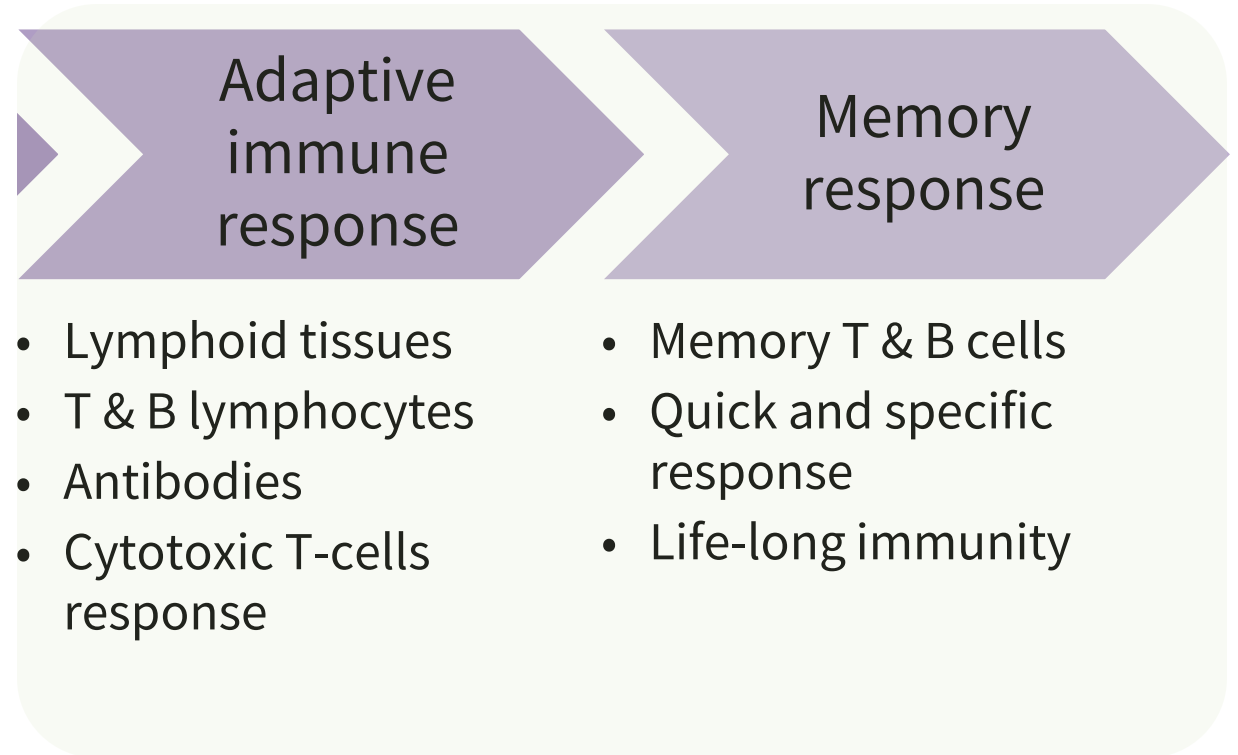 Adaptive
immune
response
• Lymphoid tissues
• T & B lymphocytes
• Antibodies
• Cytotoxic T-cells
response
Memory
response
• Memory T & B cells
• Quick and specific
response
• Life-long immunity